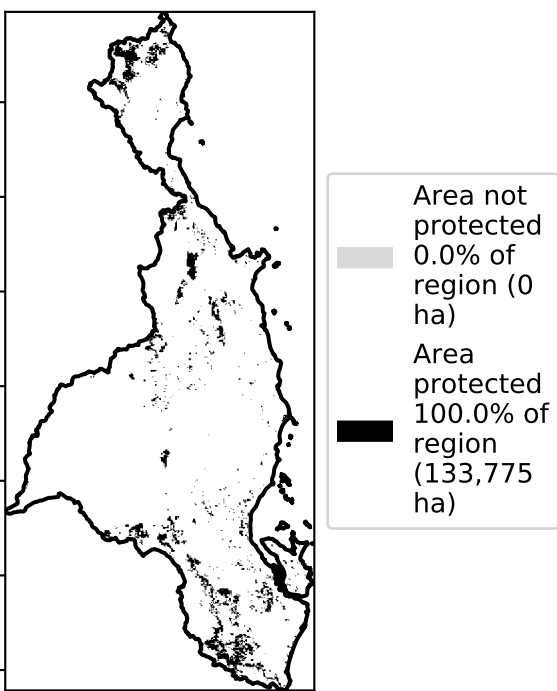 Area not
protected
0.0% of
region (0
ha)
Area
protected
100.0% of
region
(133,775
ha)